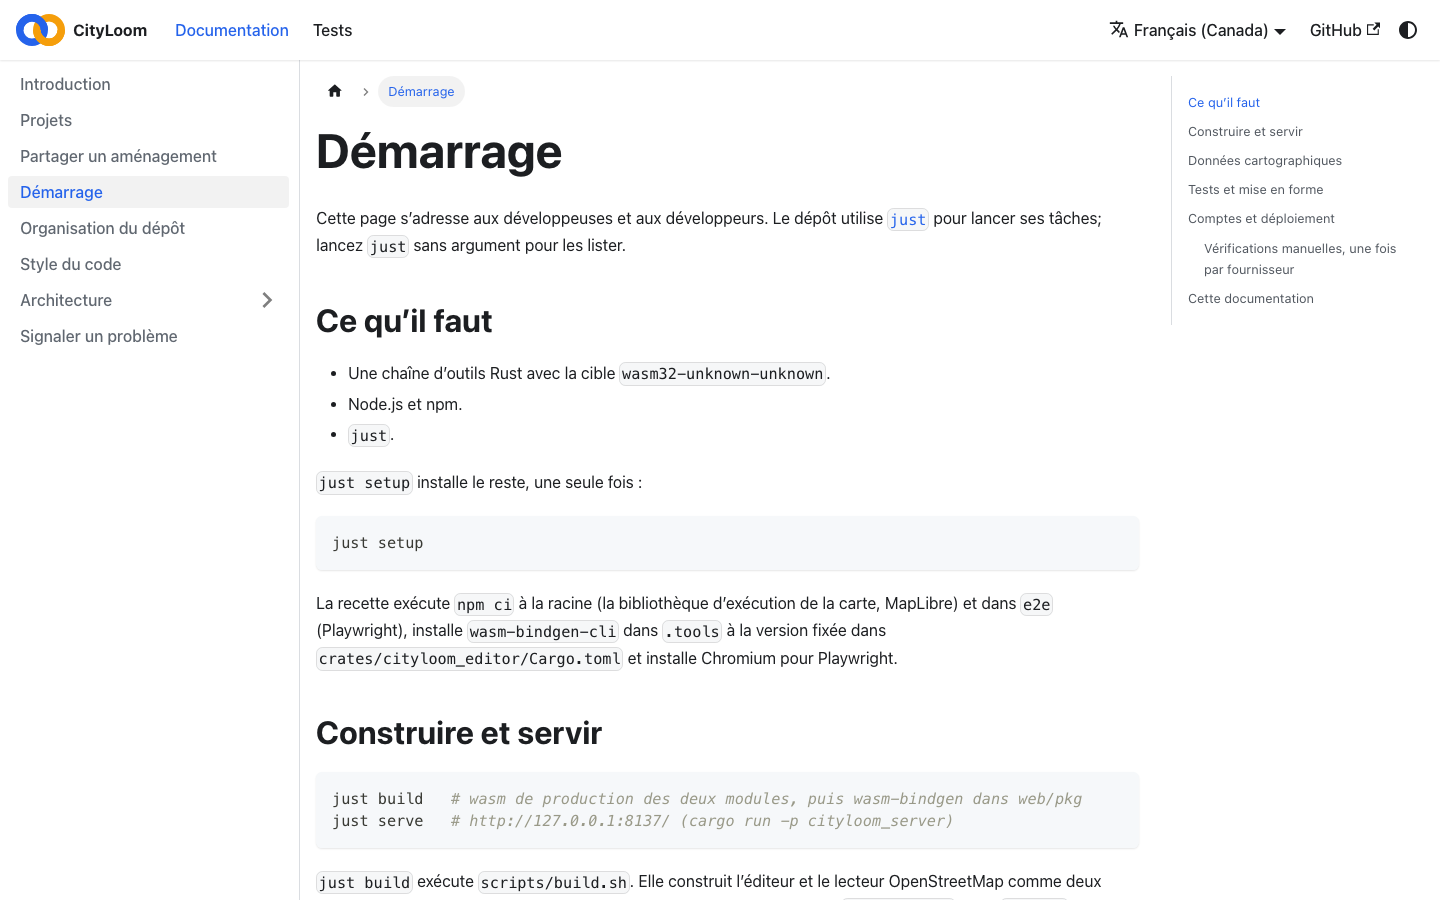 CityLoom
Documentation
Tests
Français (Canada)
GitHub
Introduction
Projets
Partager un aménagement
Démarrage
Organisation du dépôt
Style du code
Architecture
Signaler un problème
Démarrage
Démarrage
Cette page s’adresse aux développeuses et aux développeurs. Le dépôt utilise just pour lancer ses tâches;
lancez just sans argument pour les lister.
Ce qu’il faut
Une chaîne d’outils Rust avec la cible wasm32-unknown-unknown.
Node.js et npm.
just.
just setup installe le reste, une seule fois :
just setup
La recette exécute npm ci à la racine (la bibliothèque d’exécution de la carte, MapLibre) et dans e2e
(Playwright), installe wasm-bindgen-cli dans .tools à la version fixée dans
crates/cityloom_editor/Cargo.toml et installe Chromium pour Playwright.
Construire et servir
just build   # wasm de production des deux modules, puis wasm-bindgen dans web/pkg
just serve   # http://127.0.0.1:8137/ (cargo run -p cityloom_server)
just build exécute scripts/build.sh. Elle construit l’éditeur et le lecteur OpenStreetMap comme deux
Ce qu’il faut
Construire et servir
Données cartographiques
Tests et mise en forme
Comptes et déploiement
Vérifications manuelles, une fois
par fournisseur
Cette documentation